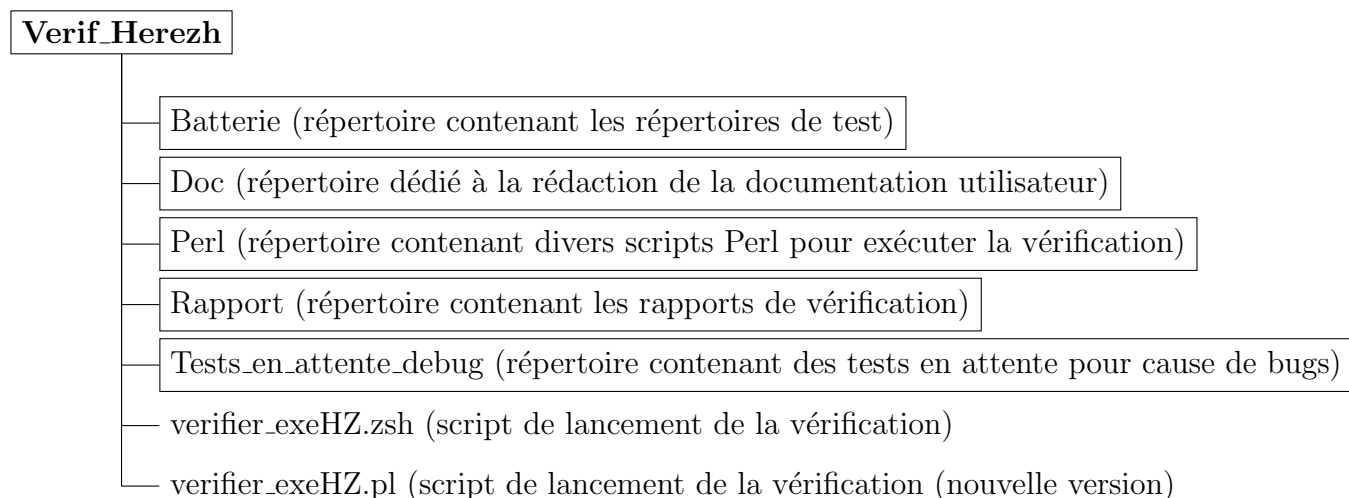 Verif_Herezh
Batterie (répertoire contenant les répertoires de test)
Doc (répertoire dédié à la rédaction de la documentation utilisateur)
Perl (répertoire contenant divers scripts Perl pour exécuter la vérification)
Rapport (répertoire contenant les rapports de vérification)
Tests_en_attente_debug (répertoire contenant des tests en attente pour cause de bugs)
verifier_exeHZ.zsh (script de lancement de la vérification)
verifier_exeHZ.pl (script de lancement de la vérification (nouvelle version)